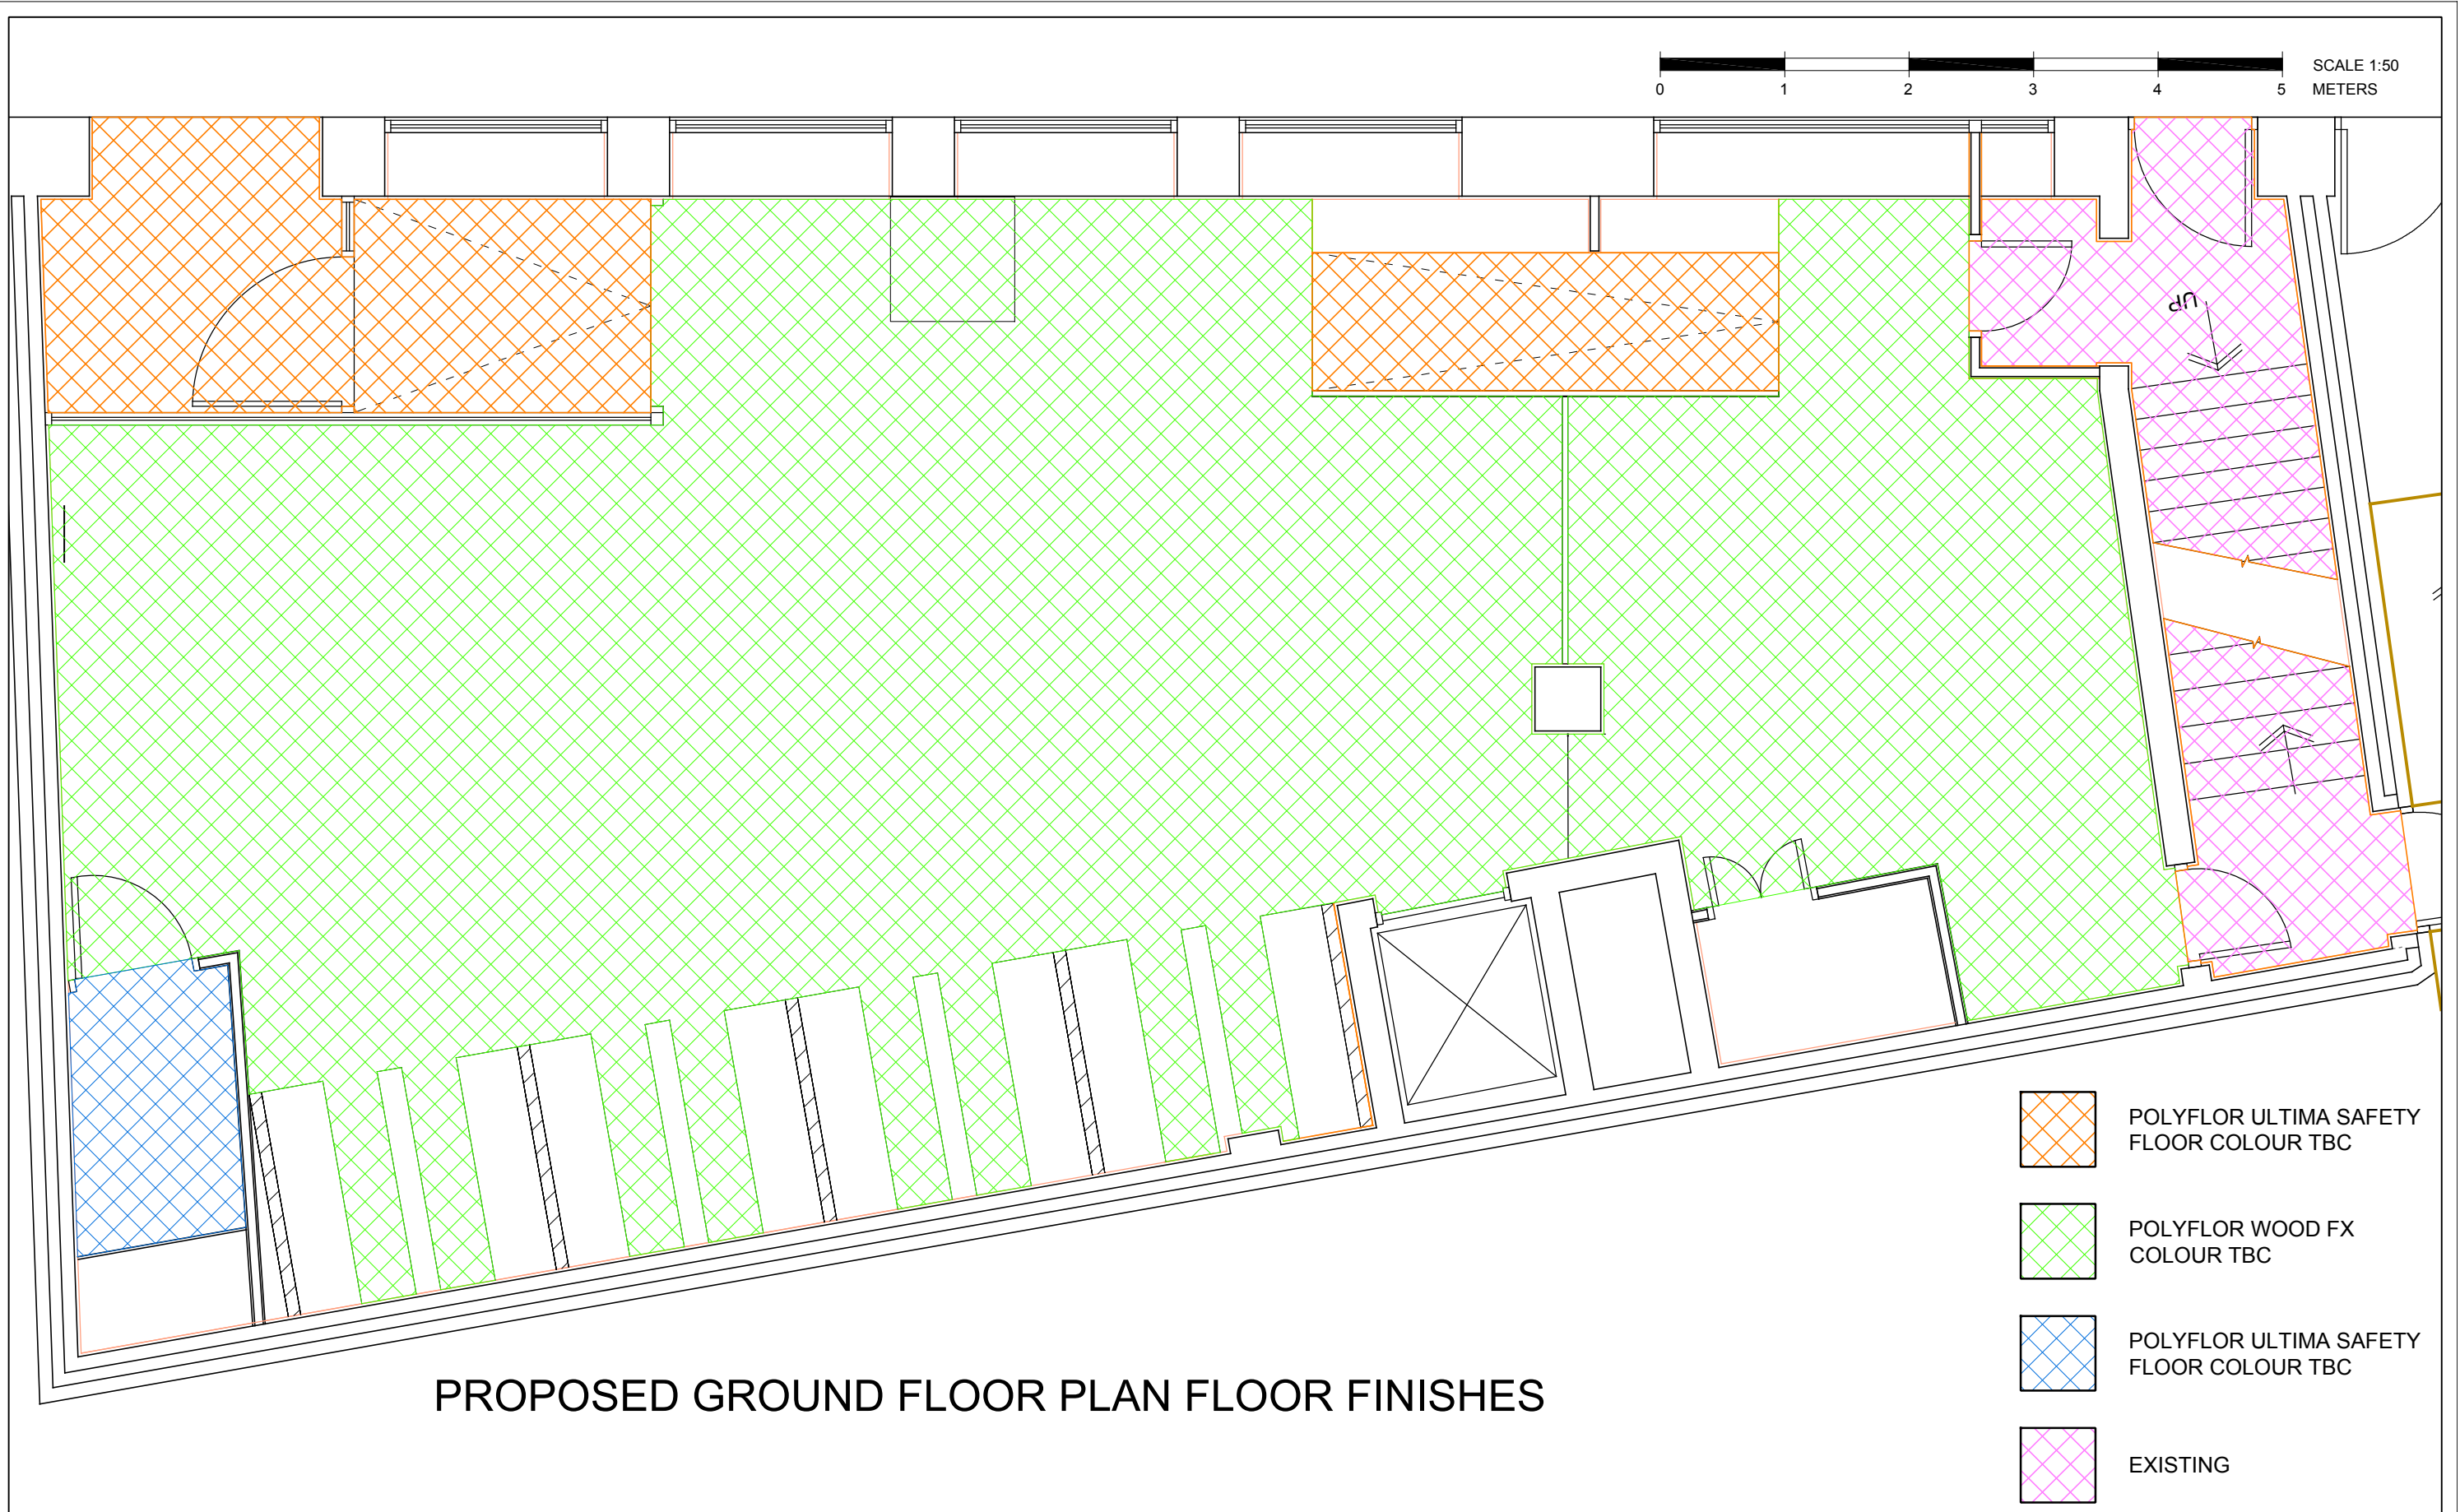 SCALE 1:50
0 1 2 3 4 5 METERS
UP
POLYFLOR ULTIMA SAFETY
FLOOR COLOUR TBC
POLYFLOR WOOD FX
COLOUR TBC
POLYFLOR ULTIMA SAFETY
FLOOR COLOUR TBC
PROPOSED GROUND FLOOR PLAN FLOOR FINISHES
EXISTING